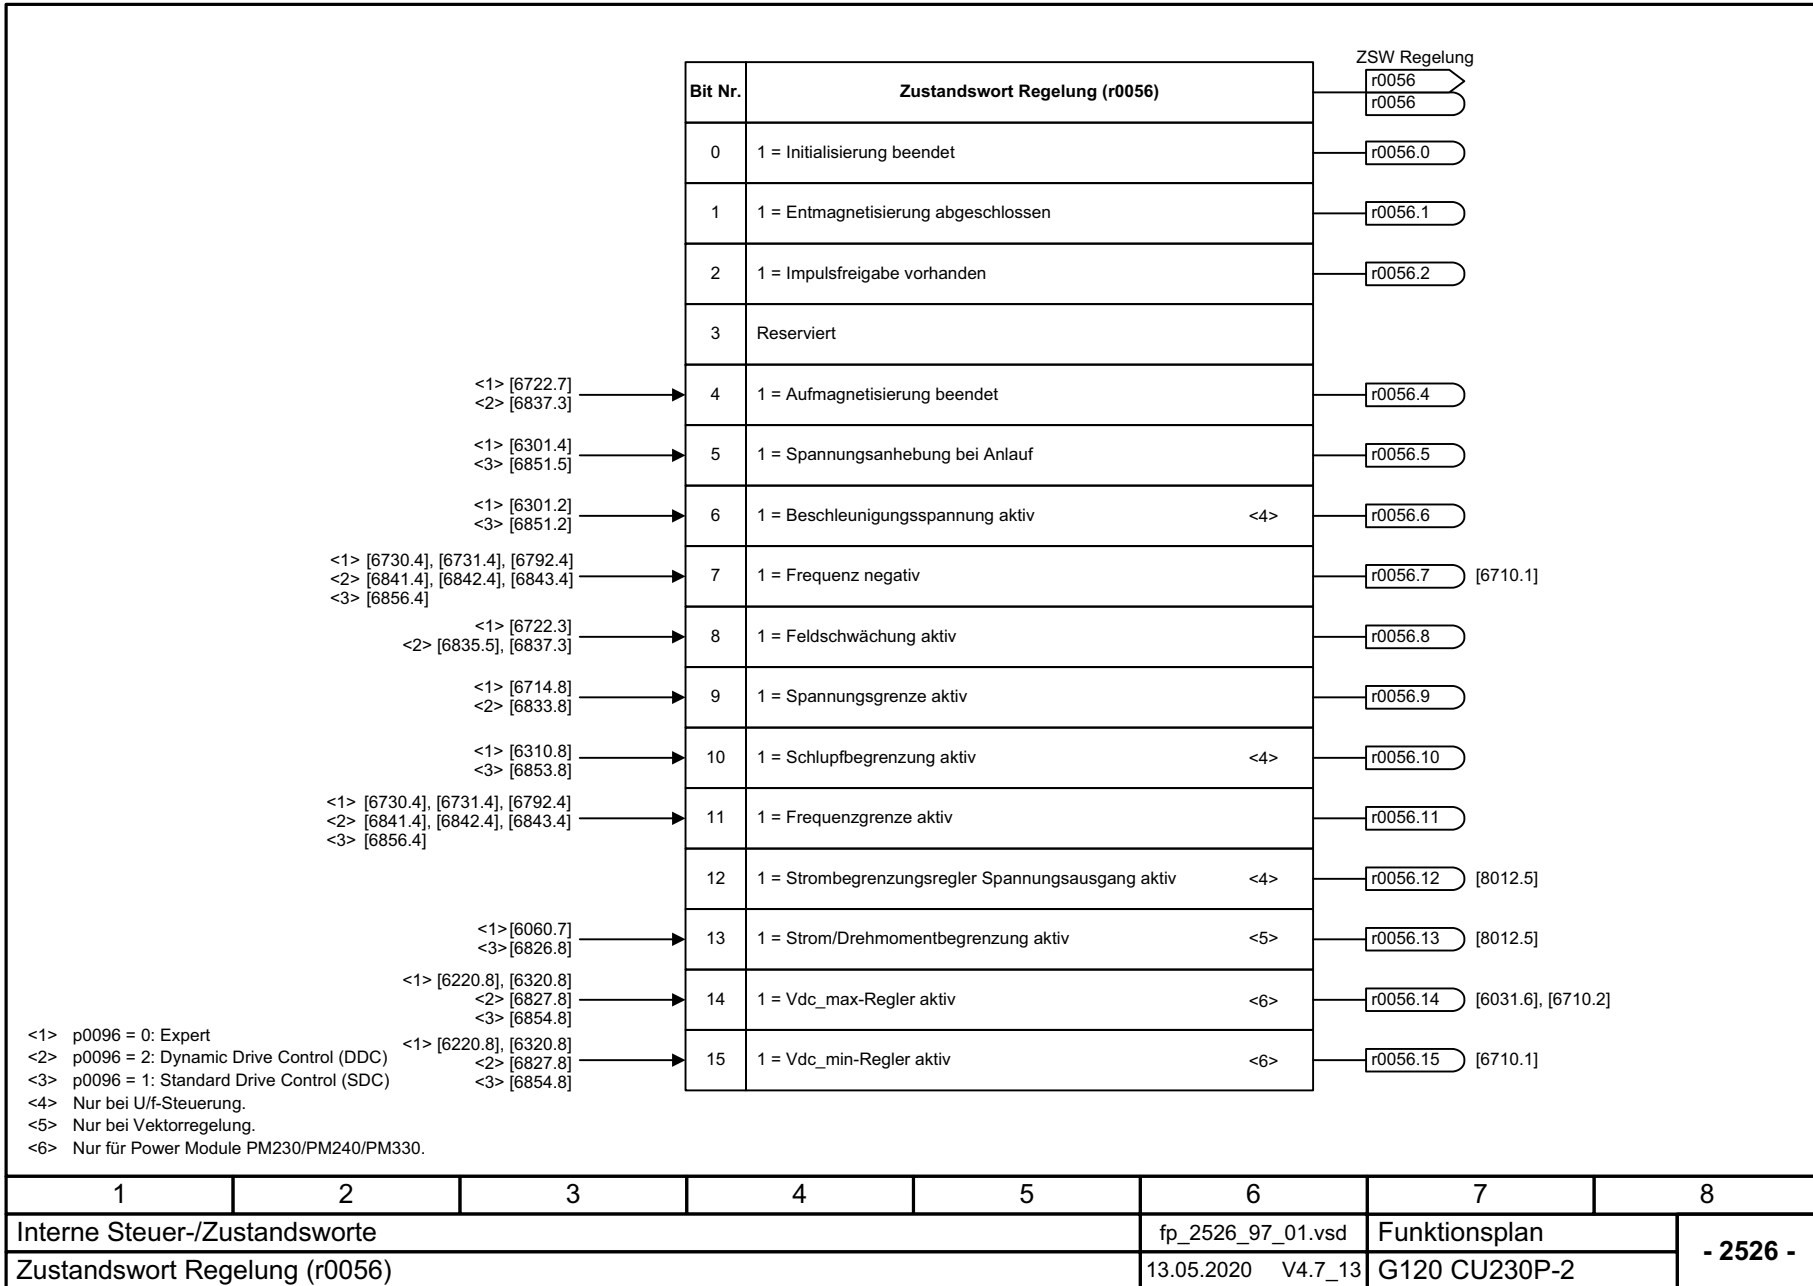 ZSW Regelung
Bit Nr. Zustandswort Regelung (r0056) r0056
r0056
0 1 = Initialisierung beendet r0056.0
1 1 = Entmagnetisierung abgeschlossen r0056.1
2 1 = Impulsfreigabe vorhanden r0056.2
3 Reserviert
<1> [6722.7]
<2> [6837.3]
4 1 = Aufmagnetisierung beendet r0056.4
<1> [6301.4]
<3> [6851.5]
5 1 = Spannungsanhebung bei Anlauf r0056.5
<1> [6301.2]
<3> [6851.2]
6 1 = Beschleunigungsspannung aktiv <4> r0056.6
<1> [6730.4], [6731.4], [6792.4]
<2> [6841.4], [6842.4], [6843.4]
<3> [6856.4]
7 1 = Frequenz negativ r0056.7 [6710.1]
<1> [6722.3]
<2> [6835.5], [6837.3]
8 1 = Feldschwächung aktiv r0056.8
<1> [6714.8]
<2> [6833.8]
9 1 = Spannungsgrenze aktiv r0056.9
<1> [6310.8]
<3> [6853.8]
10 1 = Schlupfbegrenzung aktiv <4> r0056.10
<1> [6730.4], [6731.4], [6792.4]
<2> [6841.4], [6842.4], [6843.4]
<3> [6856.4]
11 1 = Frequenzgrenze aktiv r0056.11
12 1 = Strombegrenzungsregler Spannungsausgang aktiv <4> r0056.12 [8012.5]
<1>[6060.7]
<3>[6826.8]
13 1 = Strom/Drehmomentbegrenzung aktiv <5> r0056.13 [8012.5]
<1> [6220.8], [6320.8]
<2> [6827.8]
<3> [6854.8]
14 1 = Vdc_max-Regler aktiv <6> r0056.14 [6031.6], [6710.2]
<1> [6220.8], [6320.8]
<2> [6827.8]
<3> [6854.8]
15 1 = Vdc_min-Regler aktiv <6> r0056.15 [6710.1]
<1> p0096 = 0: Expert
<2> p0096 = 2: Dynamic Drive Control (DDC)
<3> p0096 = 1: Standard Drive Control (SDC)
<4> Nur bei U/f-Steuerung.
<5> Nur bei Vektorregelung.
<6> Nur für Power Module PM230/PM240/PM330.
1 2 3 4 5 6 7 8
Interne Steuer-/Zustandsworte fp_2526_97_01.vsd Funktionsplan - 2526 -
Zustandswort Regelung (r0056) 13.05.2020 V4.7_13 G120 CU230P-2